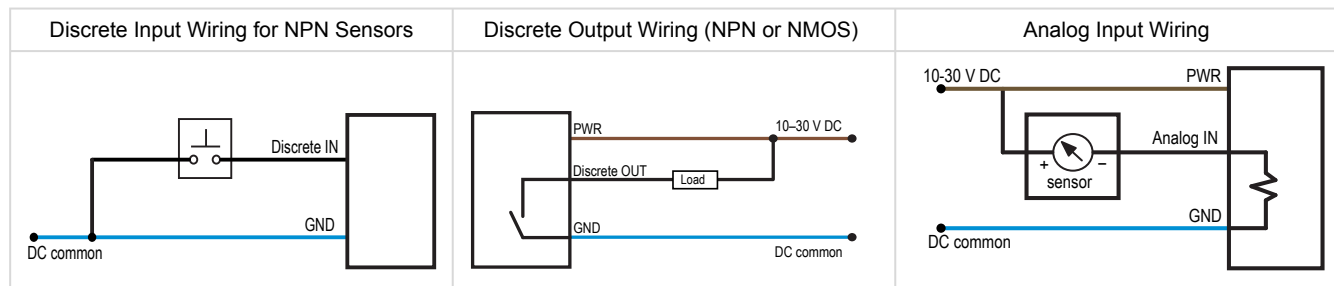 Discrete Input Wiring for NPN Sensors
Discrete IN
GND
DC common
Discrete Output Wiring (NPN or NMOS)
PWR
10–30 V DC
Discrete OUT
Load
GND
DC common
Analog Input Wiring
10-30 V DC
PWR
Analog IN
+
–
sensor
GND
DC common